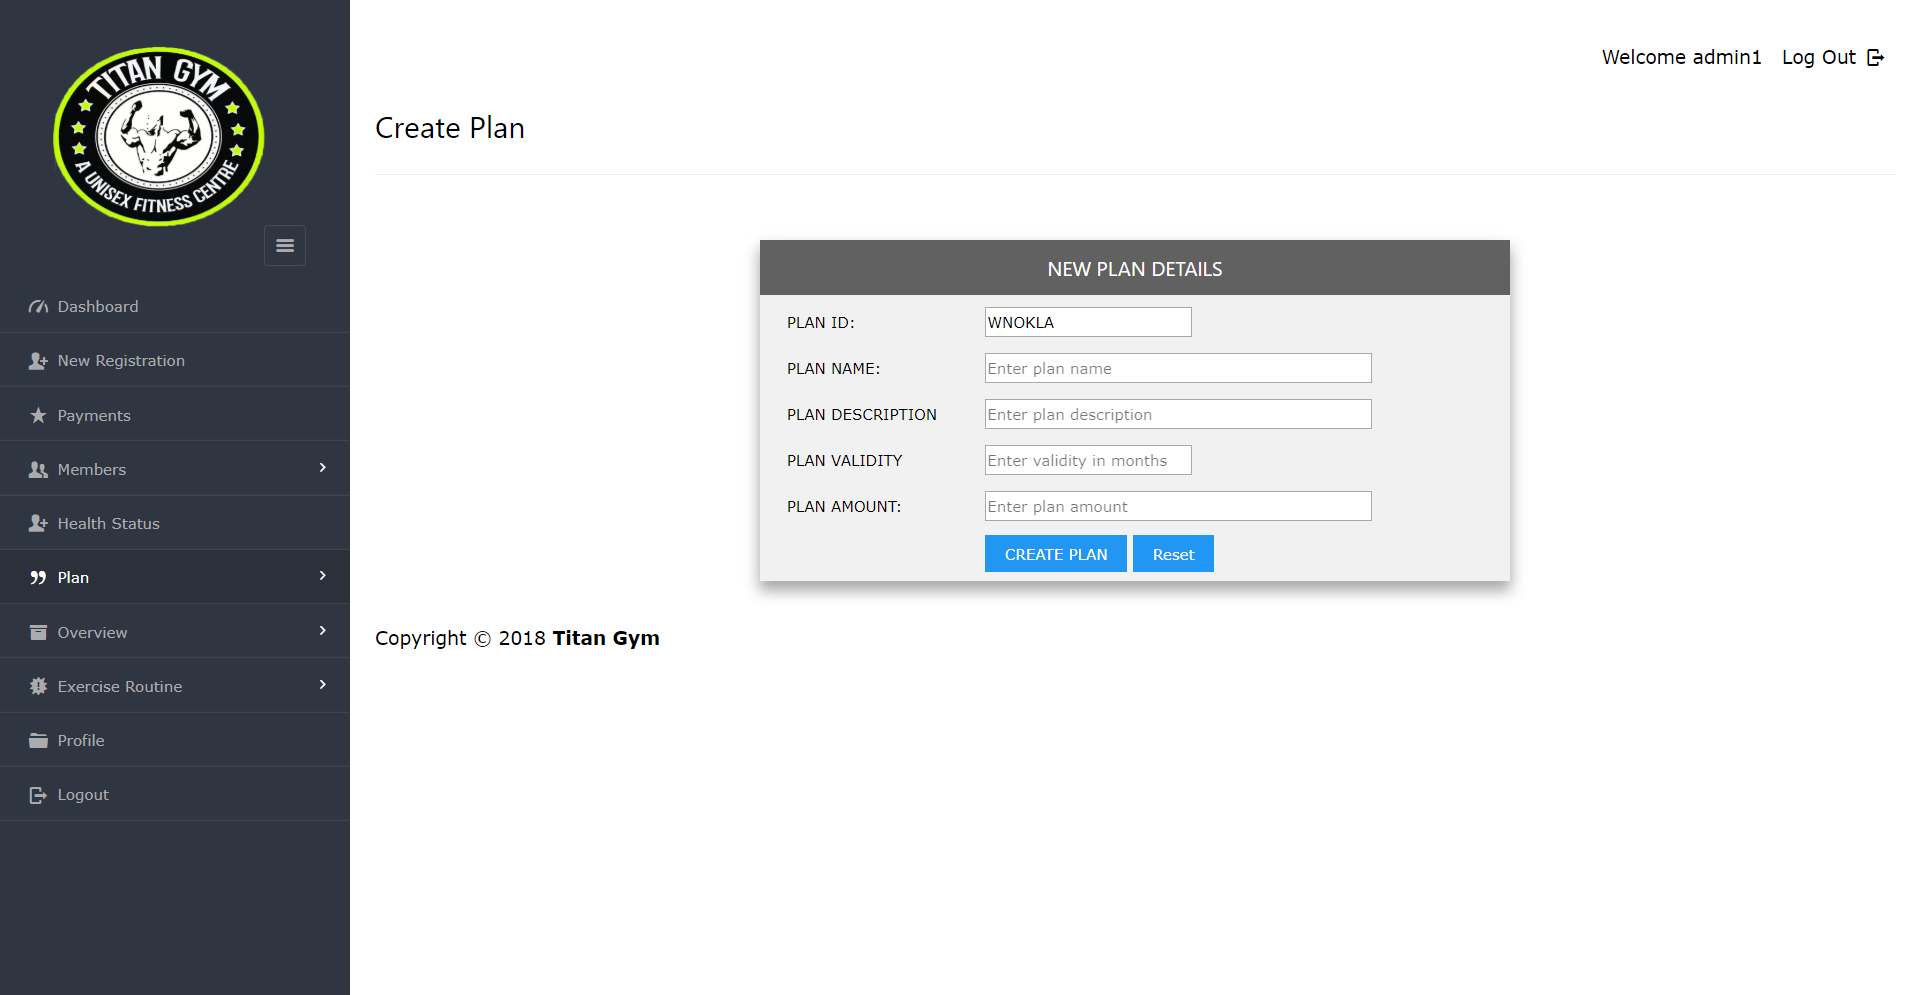 TITAN GYM
A UNISEX FITNESS CENTRE
Dashboard
New Registration
Payments
Members
Health Status
Plan
Overview
Exercise Routine
Profile
Logout
Welcome admin1 Log Out
Create Plan
NEW PLAN DETAILS
PLAN ID: WNOKLA
PLAN NAME: Enter plan name
PLAN DESCRIPTION Enter plan description
PLAN VALIDITY Enter validity in months
PLAN AMOUNT: Enter plan amount
CREATE PLAN Reset
Copyright © 2018 Titan Gym